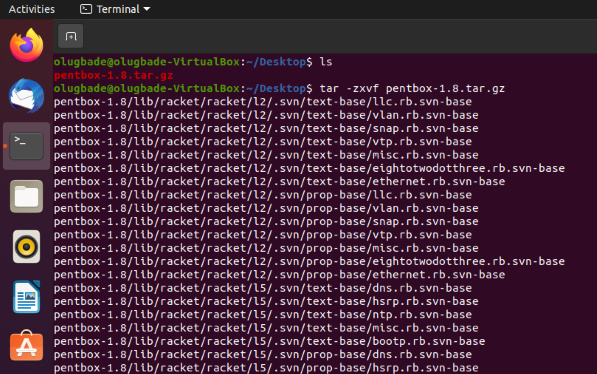 Activities
Terminal
olugbade@olugbade-VirtualBox:~/Desktop$ ls
pentbox-1.8.tar.gz
olugbade@olugbade-VirtualBox:~/Desktop$ tar -zxvf pentbox-1.8.tar.gz
pentbox-1.8/lib/racket/racket/l2/.svn/text-base/llc.rb.svn-base
pentbox-1.8/lib/racket/racket/l2/.svn/text-base/vlan.rb.svn-base
pentbox-1.8/lib/racket/racket/l2/.svn/text-base/snap.rb.svn-base
pentbox-1.8/lib/racket/racket/l2/.svn/text-base/vtp.rb.svn-base
pentbox-1.8/lib/racket/racket/l2/.svn/text-base/misc.rb.svn-base
pentbox-1.8/lib/racket/racket/l2/.svn/text-base/eightotwodotthree.rb.svn-base
pentbox-1.8/lib/racket/racket/l2/.svn/text-base/ethernet.rb.svn-base
pentbox-1.8/lib/racket/racket/l2/.svn/prop-base/llc.rb.svn-base
pentbox-1.8/lib/racket/racket/l2/.svn/prop-base/vlan.rb.svn-base
pentbox-1.8/lib/racket/racket/l2/.svn/prop-base/snap.rb.svn-base
pentbox-1.8/lib/racket/racket/l2/.svn/prop-base/vtp.rb.svn-base
pentbox-1.8/lib/racket/racket/l2/.svn/prop-base/misc.rb.svn-base
pentbox-1.8/lib/racket/racket/l2/.svn/prop-base/eightotwodotthree.rb.svn-base
pentbox-1.8/lib/racket/racket/l2/.svn/prop-base/ethernet.rb.svn-base
pentbox-1.8/lib/racket/racket/l5/.svn/text-base/dns.rb.svn-base
pentbox-1.8/lib/racket/racket/l5/.svn/text-base/hsrp.rb.svn-base
pentbox-1.8/lib/racket/racket/l5/.svn/text-base/ntp.rb.svn-base
pentbox-1.8/lib/racket/racket/l5/.svn/text-base/misc.rb.svn-base
pentbox-1.8/lib/racket/racket/l5/.svn/text-base/bootp.rb.svn-base
pentbox-1.8/lib/racket/racket/l5/.svn/prop-base/dns.rb.svn-base
pentbox-1.8/lib/racket/racket/l5/.svn/prop-base/hsrp.rb.svn-base